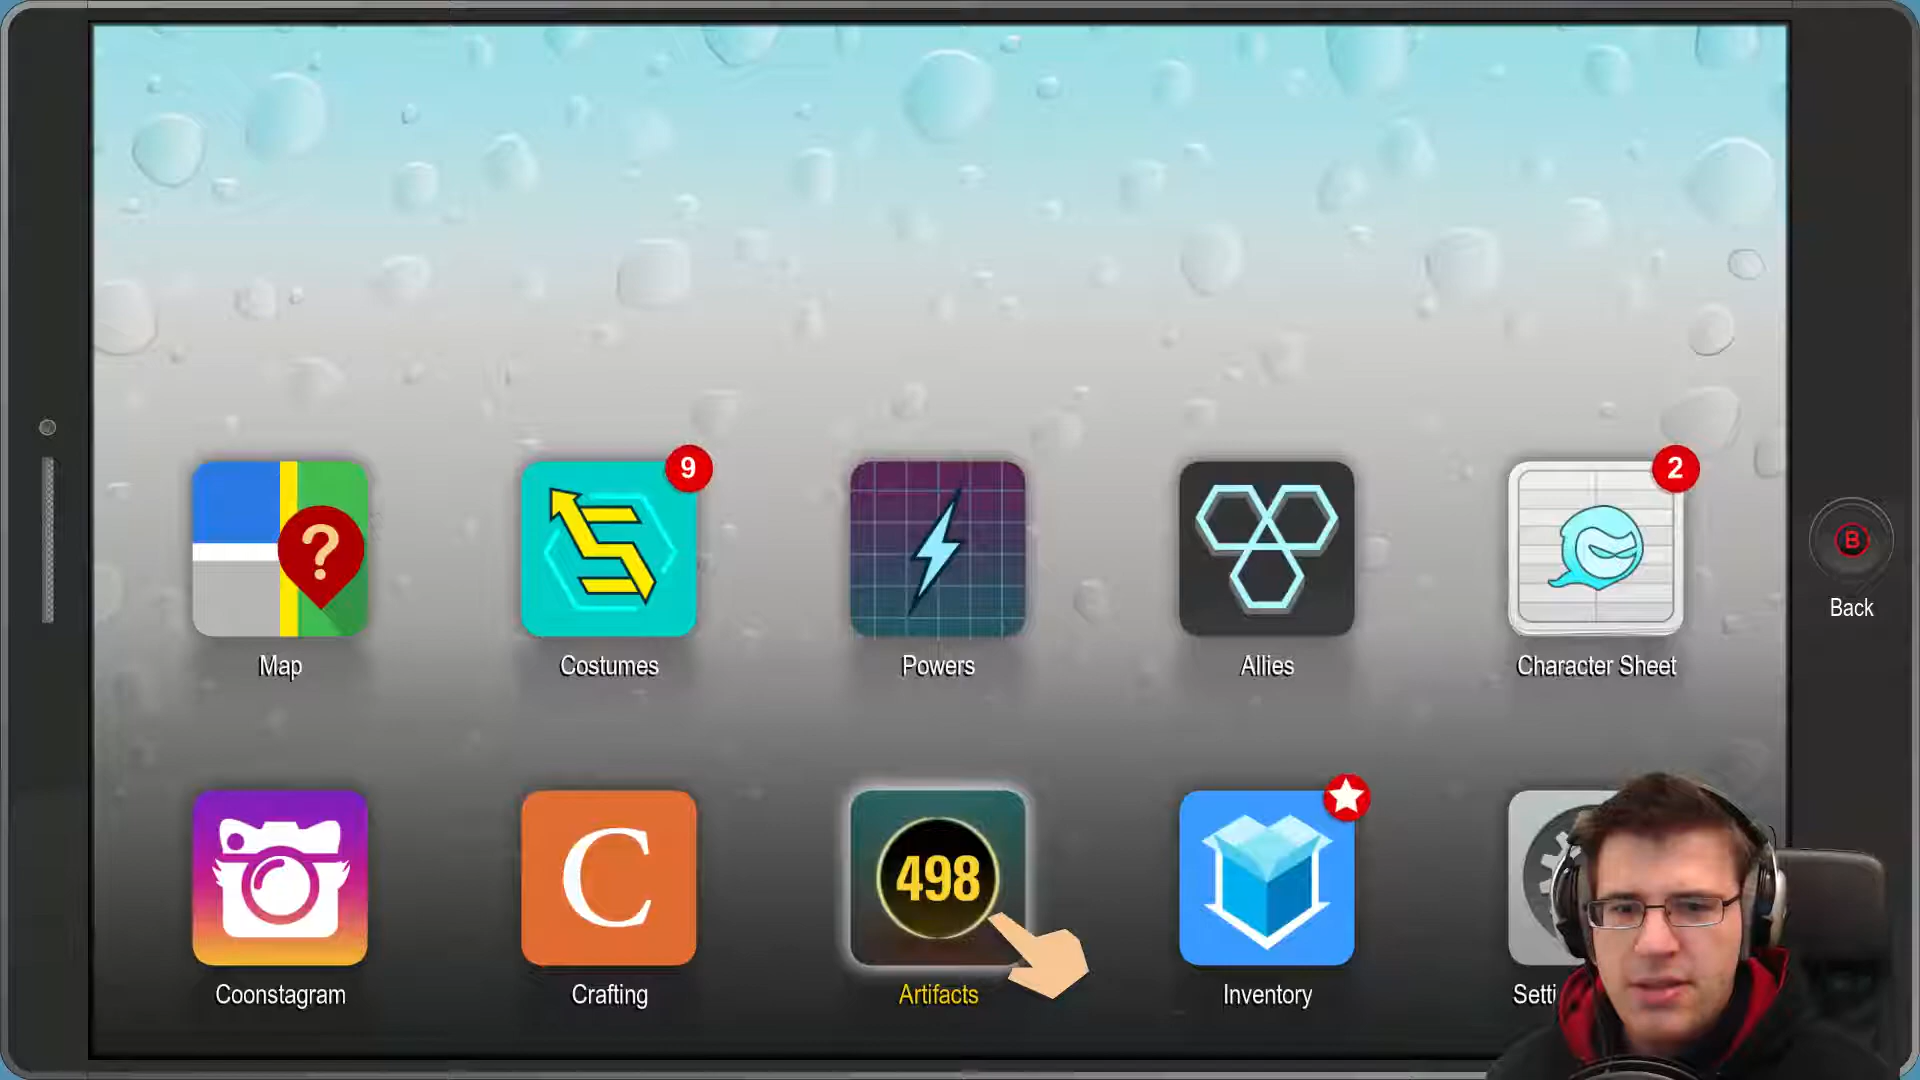 9
2
?
B
Back
Map
Costumes
Powers
Allies
Character Sheet
C
498
Coonstagram
Crafting
Artifacts
Inventory
Setti